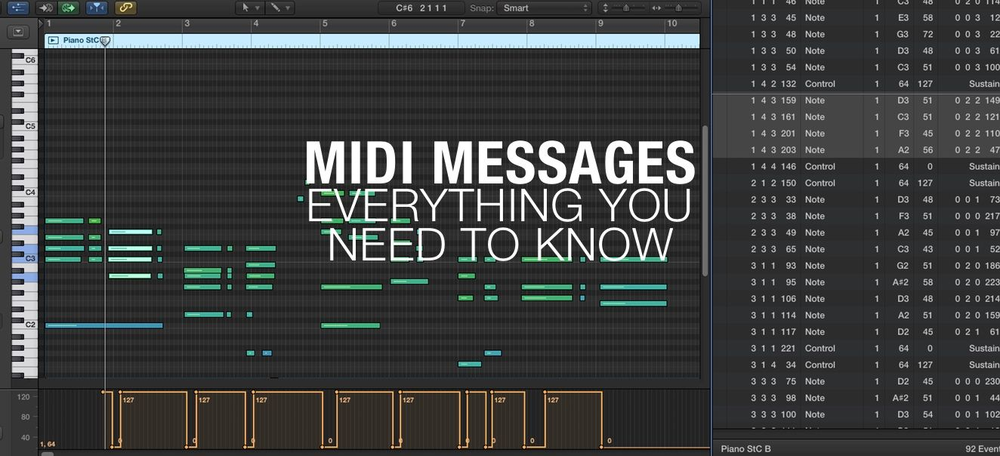 C#6 2 1 1 1
Snap: Smart
1 2 3 4 5 6 7 8 9 10
Piano StC
C6
C5
C4
C3
C2
MIDI MESSAGES
EVERYTHING YOU
NEED TO KNOW
120
80
40
1, 64
127 127 127 127 127 127 127
0 0 0 0 0 0 0 0 0
1 1 1 46 Note 1 C3 48 0 2 0 114
1 3 3 45 Note 1 E3 58 0 0 3 12
1 3 3 48 Note 1 G3 72 0 0 3 22
1 3 3 50 Note 1 D3 48 0 0 3 61
1 3 3 54 Note 1 C3 51 0 0 3 100
1 4 2 132 Control 1 64 127 Sustain
1 4 3 159 Note 1 D3 51 0 2 2 149
1 4 3 161 Note 1 C3 51 0 2 2 121
1 4 3 201 Note 1 F3 45 0 2 2 110
1 4 3 203 Note 1 A2 56 0 2 2 47
1 4 4 146 Control 1 64 0 Sustain
2 1 2 150 Control 1 64 127 Sustain
2 3 3 33 Note 1 D3 48 0 0 1 73
2 3 3 38 Note 1 F3 51 0 0 0 217
2 3 3 49 Note 1 A2 45 0 0 1 97
2 3 3 65 Note 1 C3 43 0 0 1 52
3 1 1 93 Note 1 G2 51 0 2 0 186
3 1 1 95 Note 1 A#2 58 0 2 0 223
3 1 1 106 Note 1 D3 48 0 2 0 214
3 1 1 114 Note 1 A2 51 0 2 0 159
3 1 1 117 Note 1 D2 45 0 2 1 61
3 1 1 221 Control 1 64 0 Sustain
3 1 4 34 Control 1 64 127 Sustain
3 3 3 75 Note 1 D2 45 0 0 0 230
3 3 3 98 Note 1 A#2 51 0 0 1 44
3 3 3 100 Note 1 D3 54 0 0 1 102
Piano StC B 92 Event